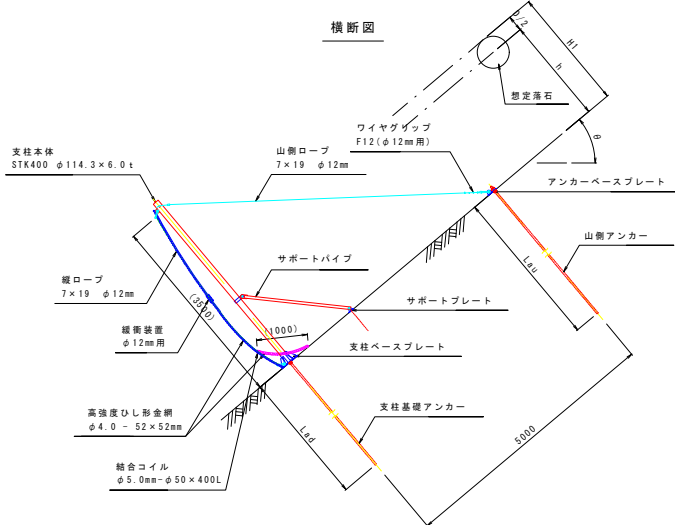 横断図
D/2
H1
h
想定落石
θ
ワイヤグリップ
F12(φ12mm用)
支柱本体
STK400 φ114.3×6.0t
山側ロープ
7×19 φ12mm
アンカーベースプレート
山側アンカー
Lau
サポートパイプ
縦ロープ
7×19 φ12mm
(3500)
サポートプレート
緩衝装置
φ12mm用
(1000)
支柱ベースプレート
高強度ひし形金網
φ4.0 - 52×52mm
支柱基礎アンカー
Lad
5000
結合コイル
φ5.0mm-φ50×400L